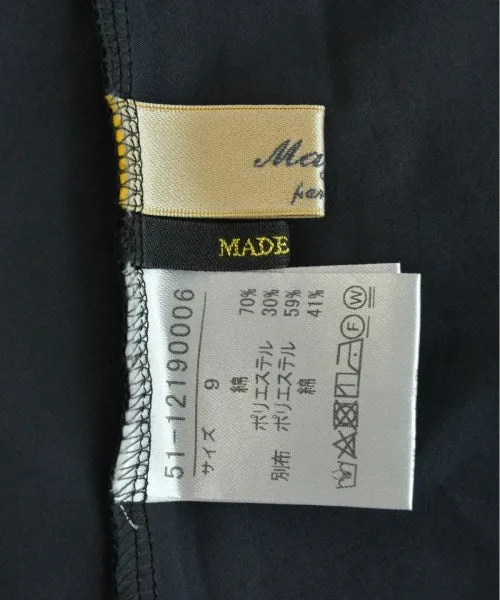 Ma
par
MADE
51-12190006
サイズ 9
綿 70%
ポリエステル 30%
別布 ポリエステル 59%
綿 41%
F W